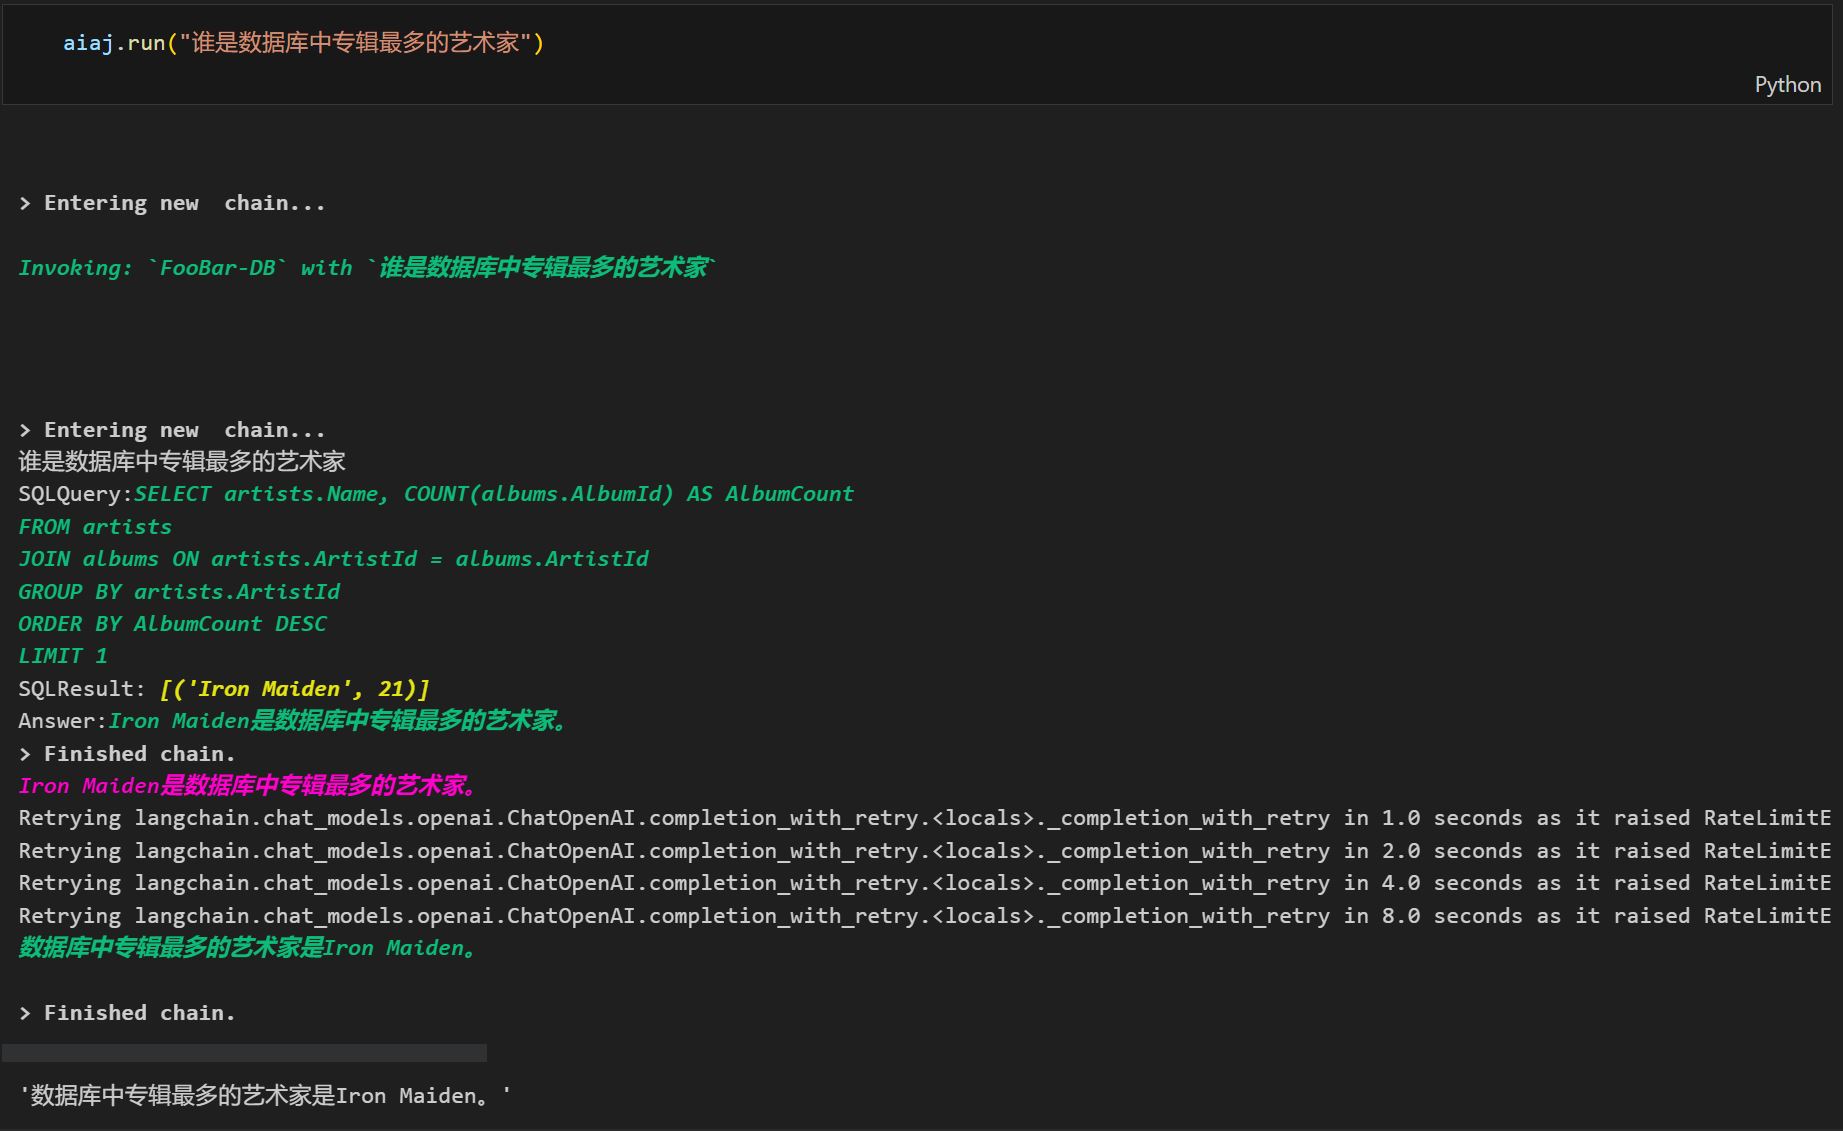 aiaj.run("谁是数据库中专辑最多的艺术家")
Python
> Entering new  chain...
Invoking: `FooBar-DB` with `谁是数据库中专辑最多的艺术家`
> Entering new  chain...
谁是数据库中专辑最多的艺术家
SQLQuery:SELECT artists.Name, COUNT(albums.AlbumId) AS AlbumCount
FROM artists
JOIN albums ON artists.ArtistId = albums.ArtistId
GROUP BY artists.ArtistId
ORDER BY AlbumCount DESC
LIMIT 1
SQLResult: [('Iron Maiden', 21)]
Answer:Iron Maiden是数据库中专辑最多的艺术家。
> Finished chain.
Iron Maiden是数据库中专辑最多的艺术家。
Retrying langchain.chat_models.openai.ChatOpenAI.completion_with_retry.<locals>._completion_with_retry in 1.0 seconds as it raised RateLimitE
Retrying langchain.chat_models.openai.ChatOpenAI.completion_with_retry.<locals>._completion_with_retry in 2.0 seconds as it raised RateLimitE
Retrying langchain.chat_models.openai.ChatOpenAI.completion_with_retry.<locals>._completion_with_retry in 4.0 seconds as it raised RateLimitE
Retrying langchain.chat_models.openai.ChatOpenAI.completion_with_retry.<locals>._completion_with_retry in 8.0 seconds as it raised RateLimitE
数据库中专辑最多的艺术家是Iron Maiden。
> Finished chain.
'数据库中专辑最多的艺术家是Iron Maiden。'